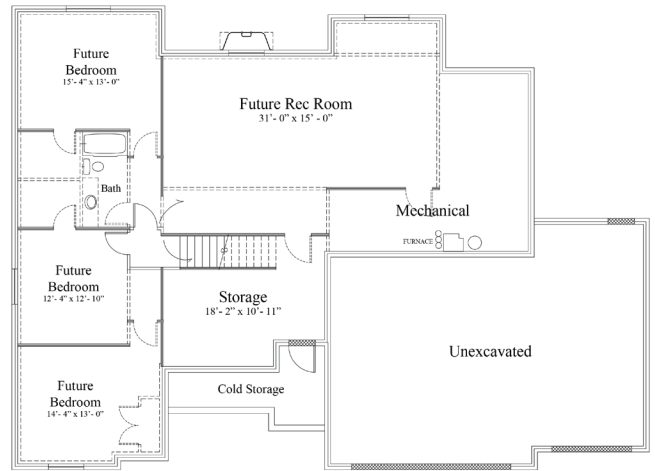 Future
Bedroom
15'- 4" x 13'- 0"
Future Rec Room
31'- 0" x 15' - 0"
Bath
Mechanical
FURNACE
Future
Bedroom
12'- 4" x 12'- 10"
Storage
18'- 2" x 10'- 11"
Unexcavated
Future
Bedroom
14'- 4" x 13'- 0"
Cold Storage